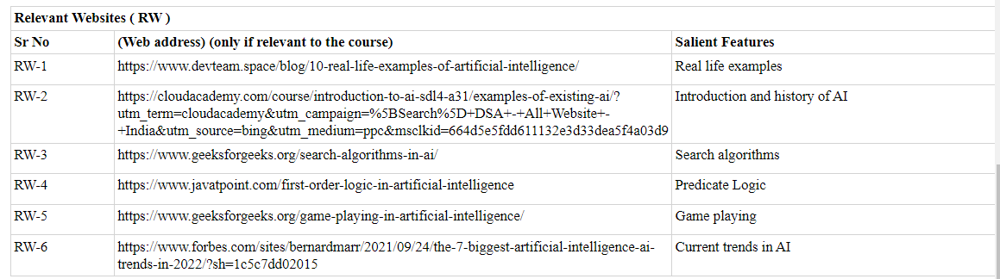 Relevant Websites ( RW )
Sr No (Web address) (only if relevant to the course) Salient Features
RW-1 https://www.devteam.space/blog/10-real-life-examples-of-artificial-intelligence/ Real life examples
RW-2 https://cloudacademy.com/course/introduction-to-ai-sdl4-a31/examples-of-existing-ai/? Introduction and history of AI
utm_term=cloudacademy&utm_campaign=%5BSearch%5D+DSA+-+All+Website+-
+India&utm_source=bing&utm_medium=ppc&msclkid=664d5e5fdd611132e3d33dea5f4a03d9
RW-3 https://www.geeksforgeeks.org/search-algorithms-in-ai/ Search algorithms
RW-4 https://www.javatpoint.com/first-order-logic-in-artificial-intelligence Predicate Logic
RW-5 https://www.geeksforgeeks.org/game-playing-in-artificial-intelligence/ Game playing
RW-6 https://www.forbes.com/sites/bernardmarr/2021/09/24/the-7-biggest-artificial-intelligence-ai- Current trends in AI
trends-in-2022/?sh=1c5c7dd02015